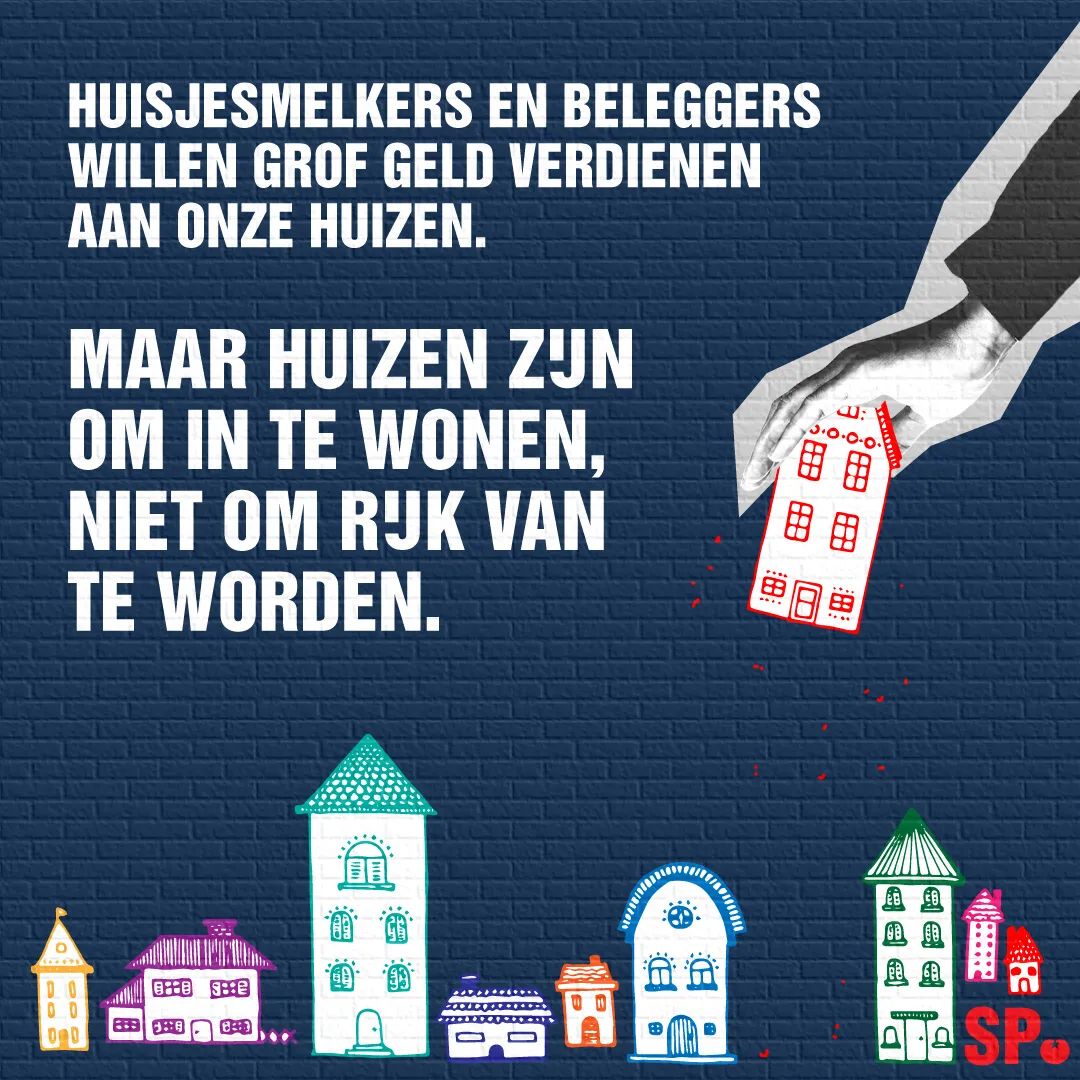 HUISJESMELKERS EN BELEGGERS
WILLEN GROF GELD VERDIENEN
AAN ONZE HUIZEN.
MAAR HUIZEN ZIJN
OM IN TE WONEN,
NIET OM RIJK VAN
TE WORDEN.
SP.